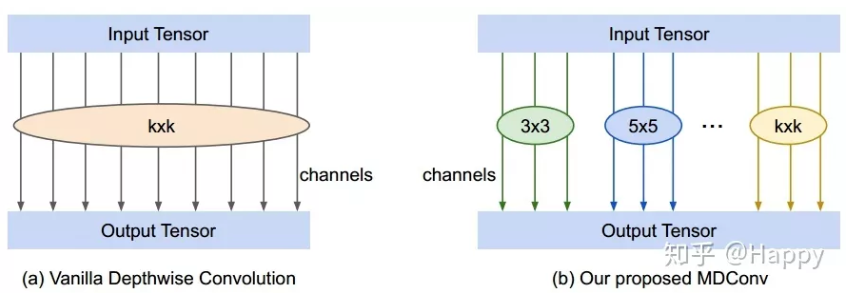 Input Tensor
kxk
channels
Output Tensor
(a) Vanilla Depthwise Convolution
Input Tensor
3x3
5x5
...
kxk
channels
Output Tensor
(b) Our proposed MDConv
知乎 @Happy